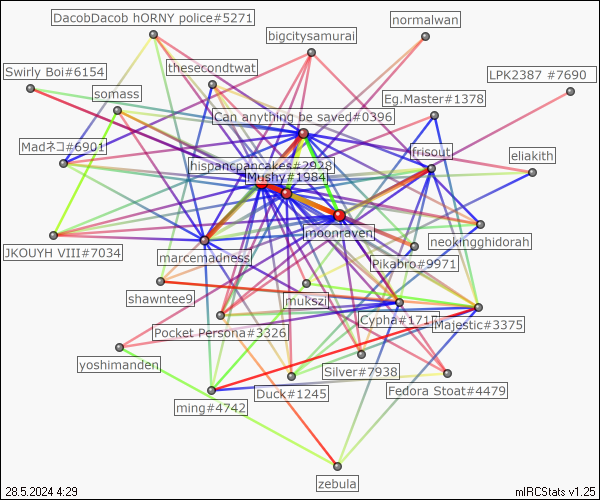 DacobDacob hORNY police#5271
normalwan
bigcitysamurai
thesecondtwat
Swirly Boi#6154
LPK2387 #7690
somass
Eg.Master#1378
Can anything be saved#0396
Madネコ#6901
frisout
eliakith
hispancpancakes#2928
Mushy#1984
moonraven
neokingghidorah
JKOUYH VIII#7034
marcemadness
Pikabro#9971
shawntee9
mukszi
Cypha#171
Majestic#3375
Pocket Persona#3326
yoshimanden
Silver#7938
Duck#1245
Fedora Stoat#4479
ming#4742
zebula
28.5.2024 4:29
mIRCStats v1.25